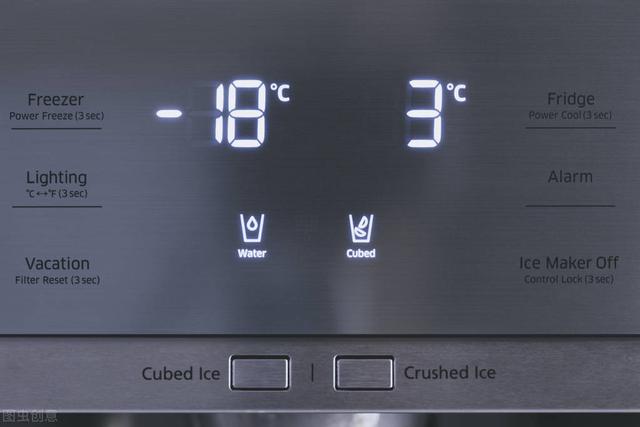 Freezer
Power Freeze (3 sec)
-18°C
3°C
Fridge
Power Cool (3 sec)
Lighting
°C↔°F (3 sec)
Alarm
Water
Cubed
Vacation
Filter Reset (3 sec)
Ice Maker Off
Control Lock (3 sec)
Cubed Ice
|
Crushed Ice
图虫创意